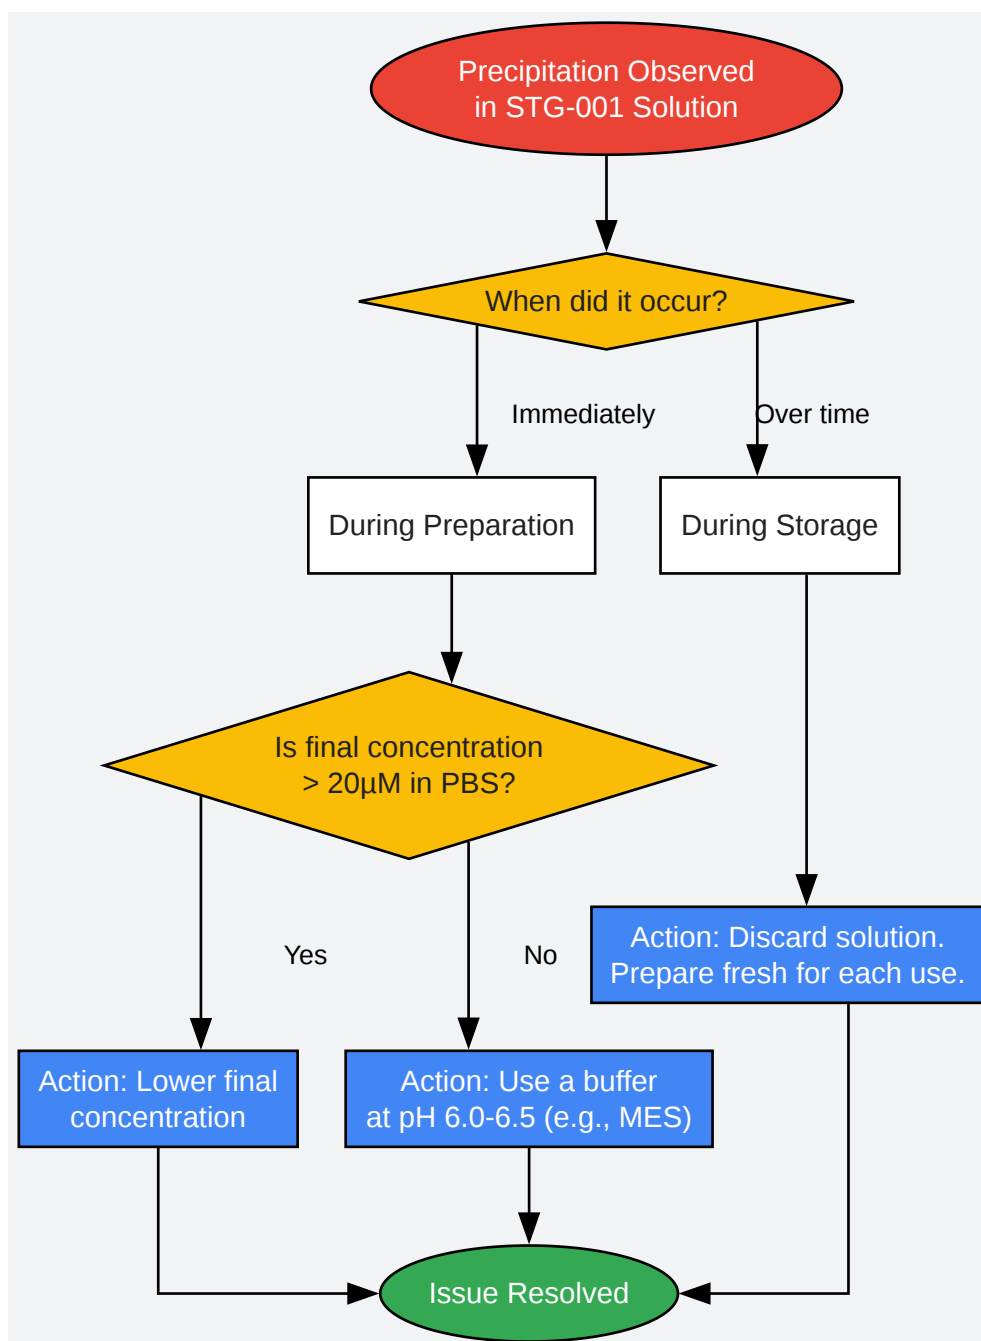 Precipitation Observed
in STG-001 Solution
When did it occur?
Immediately
Over time
During Preparation
During Storage
Is final concentration
> 20µM in PBS?
Yes
No
Action: Discard solution.
Prepare fresh for each use.
Action: Lower final
concentration
Action: Use a buffer
at pH 6.0-6.5 (e.g., MES)
Issue Resolved